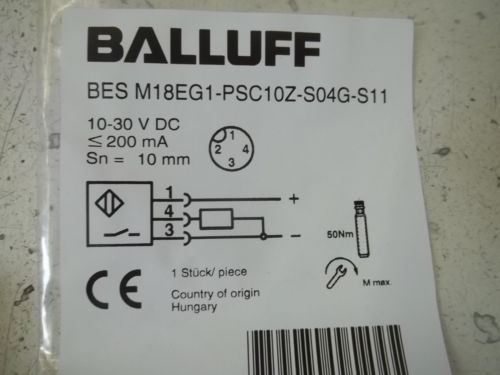 BALLUFF
BES M18EG1-PSC10Z-S04G-S11
10-30 V DC
≤ 200 mA
Sn = 10 mm
1
2 4
3
1 +
4
3 −
50Nm
M max
CE
1 Stück/ piece
Country of origin
Hungary